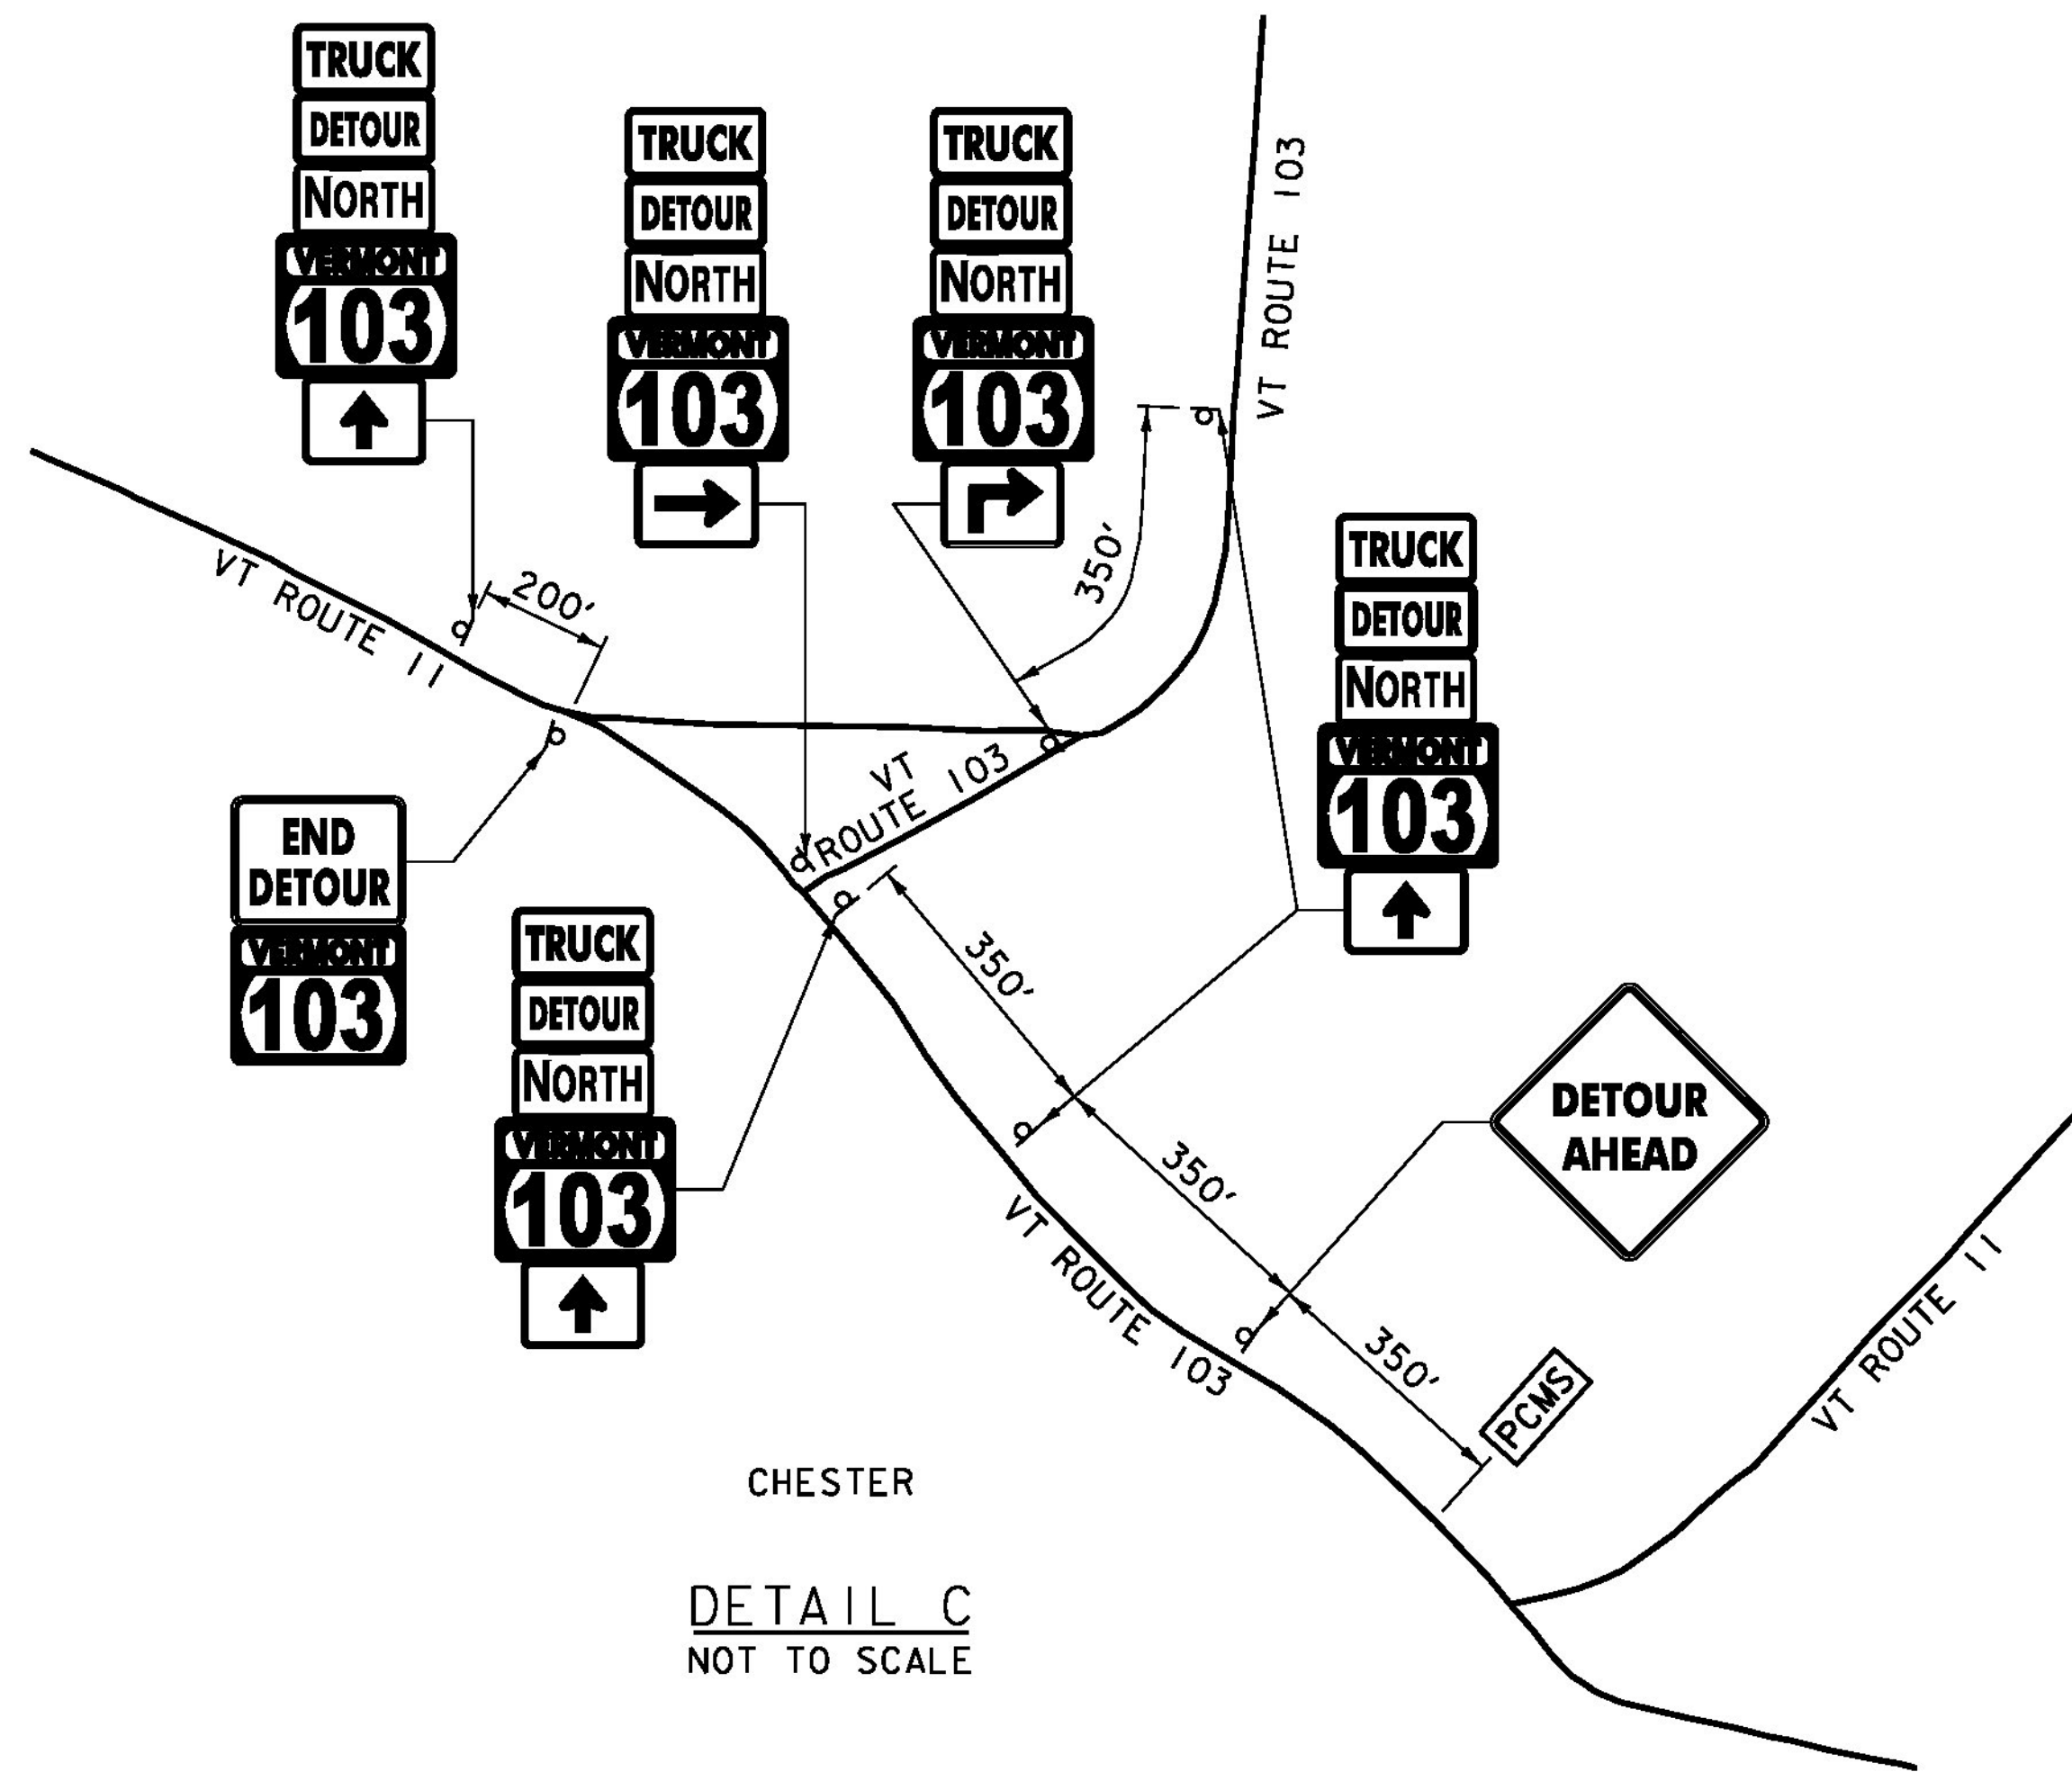 TRUCK
DETOUR
NORTH
VERMONT
103
TRUCK
DETOUR
NORTH
VERMONT
103
TRUCK
DETOUR
NORTH
VERMONT
103
VT ROUTE 103
VT ROUTE 11
200'
350'
TRUCK
DETOUR
NORTH
VERMONT
103
VT
ROUTE 103
END
DETOUR
VERMONT
103
TRUCK
DETOUR
NORTH
VERMONT
103
350'
350'
350'
VT ROUTE 103
DETOUR
AHEAD
PCMS
VT ROUTE 11
CHESTER
DETAIL C
NOT TO SCALE